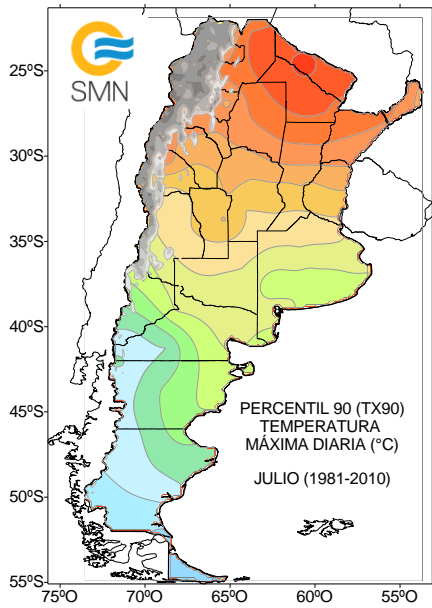 SMN
25ºS
30ºS
35ºS
40ºS
45ºS
50ºS
55ºS
75ºO
70ºO
65ºO
60ºO
55ºO
PERCENTIL 90 (TX90)
TEMPERATURA
MÁXIMA DIARIA (°C)
JULIO (1981-2010)